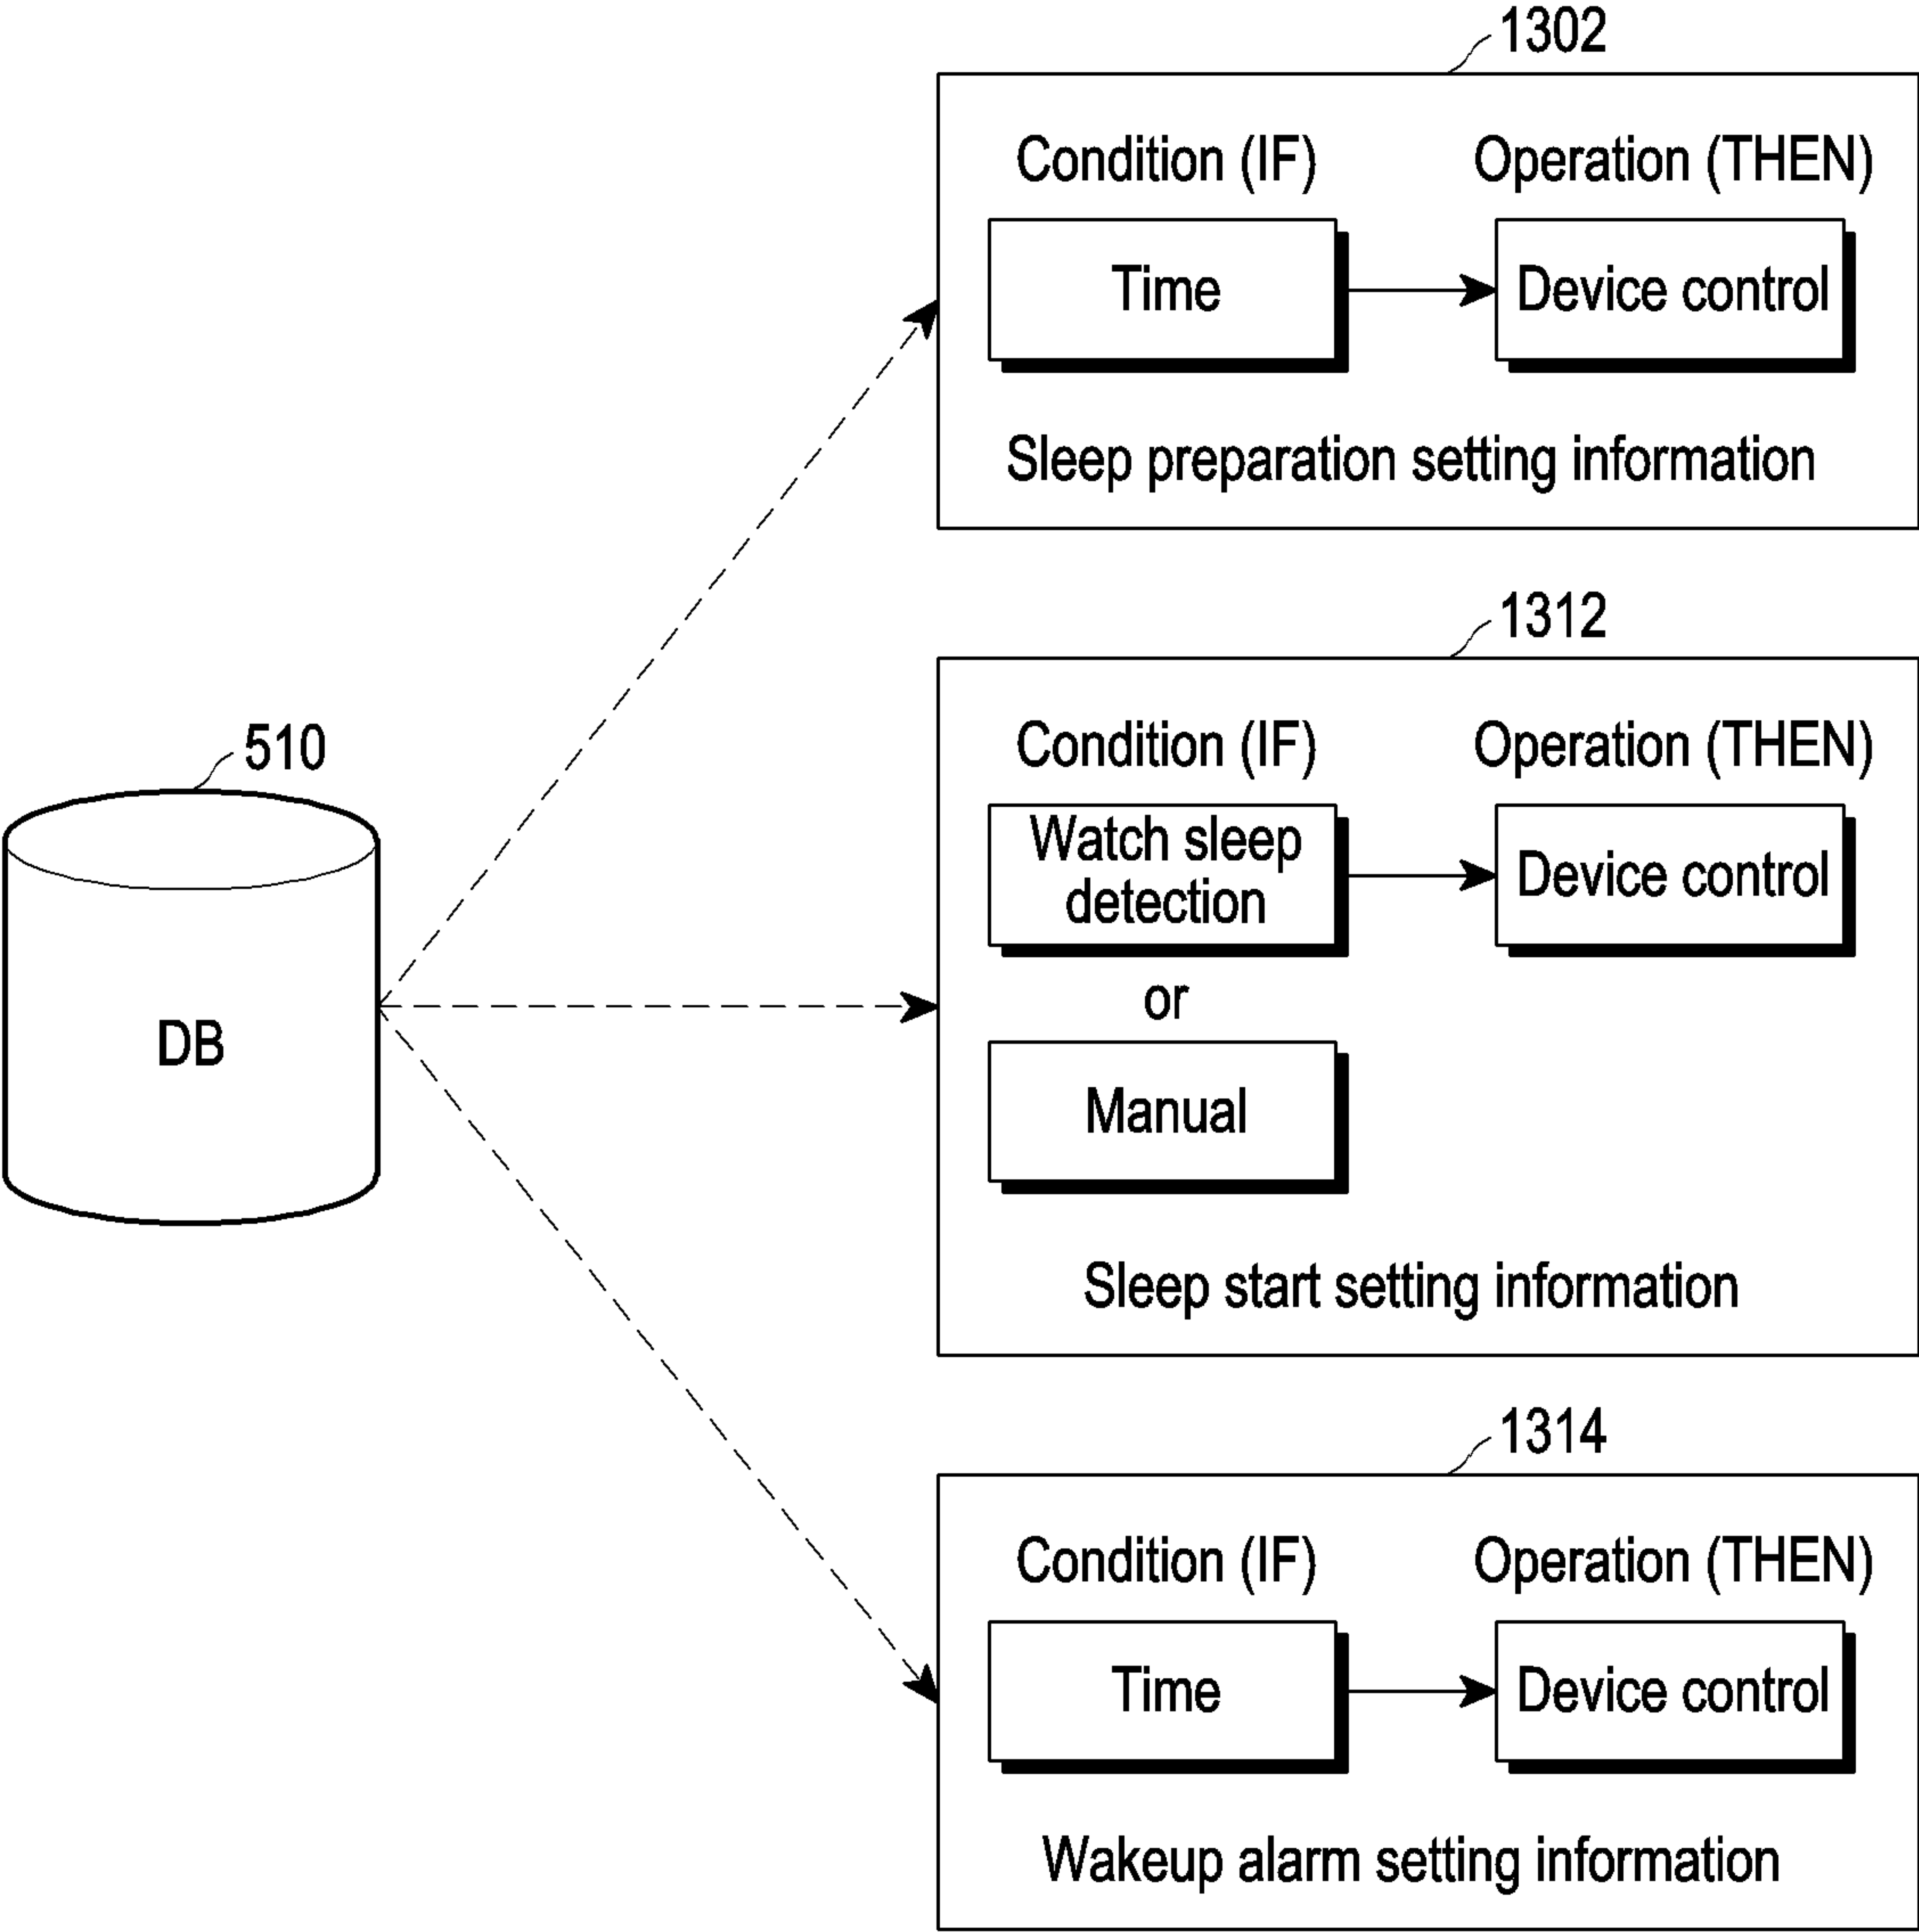 1302
Condition (IF) Operation (THEN)
Time Device control
Sleep preparation setting information
1312
Condition (IF) Operation (THEN)
Watch sleep
detection
Device control
or
Manual
Sleep start setting information
510
DB
1314
Condition (IF) Operation (THEN)
Time Device control
Wakeup alarm setting information